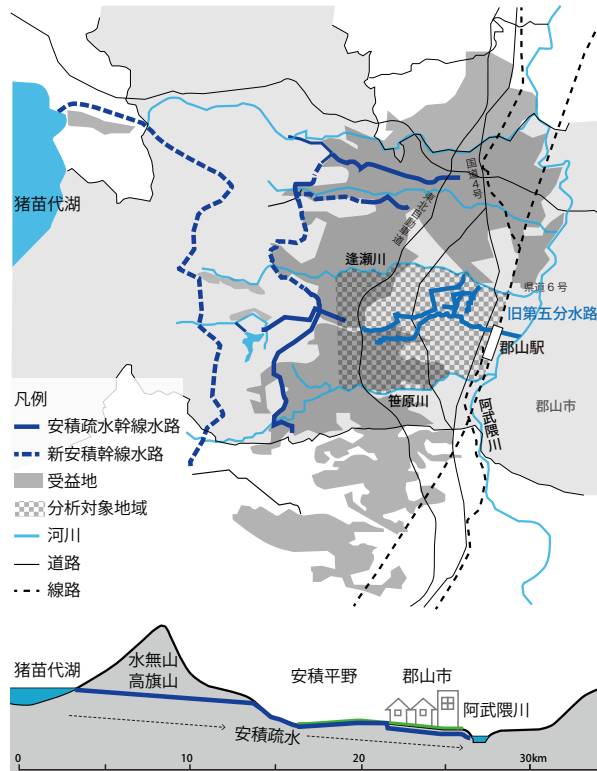 猪苗代湖
国道4号
東北自動車道
逢瀬川
県道６号
旧第五分水路
郡山駅
笹原川
阿武隈川
郡山市
凡例
安積疏水幹線水路
新安積幹線水路
受益地
分析対象地域
河川
道路
線路
猪苗代湖
水無山
高旗山
安積平野
郡山市
阿武隈川
安積疏水
0
10
20
30km